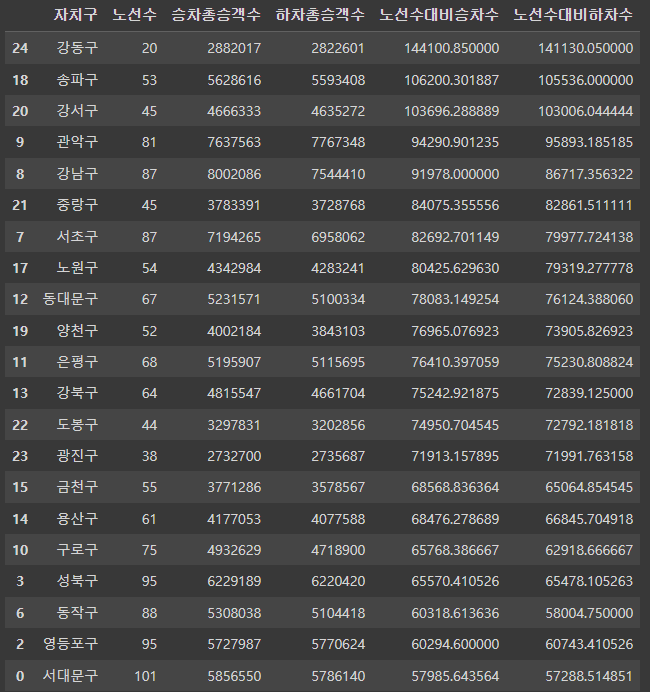 자치구 노선수 승차총승객수 하차총승객수 노선수대비승차수 노선수대비하차수
24 강동구 20 2882017 2822601 144100.850000 141130.050000
18 송파구 53 5628616 5593408 106200.301887 105536.000000
20 강서구 45 4666333 4635272 103696.288889 103006.044444
9 관악구 81 7637563 7767348 94290.901235 95893.185185
8 강남구 87 8002086 7544410 91978.000000 86717.356322
21 중랑구 45 3783391 3728768 84075.355556 82861.511111
7 서초구 87 7194265 6958062 82692.701149 79977.724138
17 노원구 54 4342984 4283241 80425.629630 79319.277778
12 동대문구 67 5231571 5100334 78083.149254 76124.388060
19 양천구 52 4002184 3843103 76965.076923 73905.826923
11 은평구 68 5195907 5115695 76410.397059 75230.808824
13 강북구 64 4815547 4661704 75242.921875 72839.125000
22 도봉구 44 3297831 3202856 74950.704545 72792.181818
23 광진구 38 2732700 2735687 71913.157895 71991.763158
15 금천구 55 3771286 3578567 68568.836364 65064.854545
14 용산구 61 4177053 4077588 68476.278689 66845.704918
10 구로구 75 4932629 4718900 65768.386667 62918.666667
3 성북구 95 6229189 6220420 65570.410526 65478.105263
6 동작구 88 5308038 5104418 60318.613636 58004.750000
2 영등포구 95 5727987 5770624 60294.600000 60743.410526
0 서대문구 101 5856550 5786140 57985.643564 57288.514851